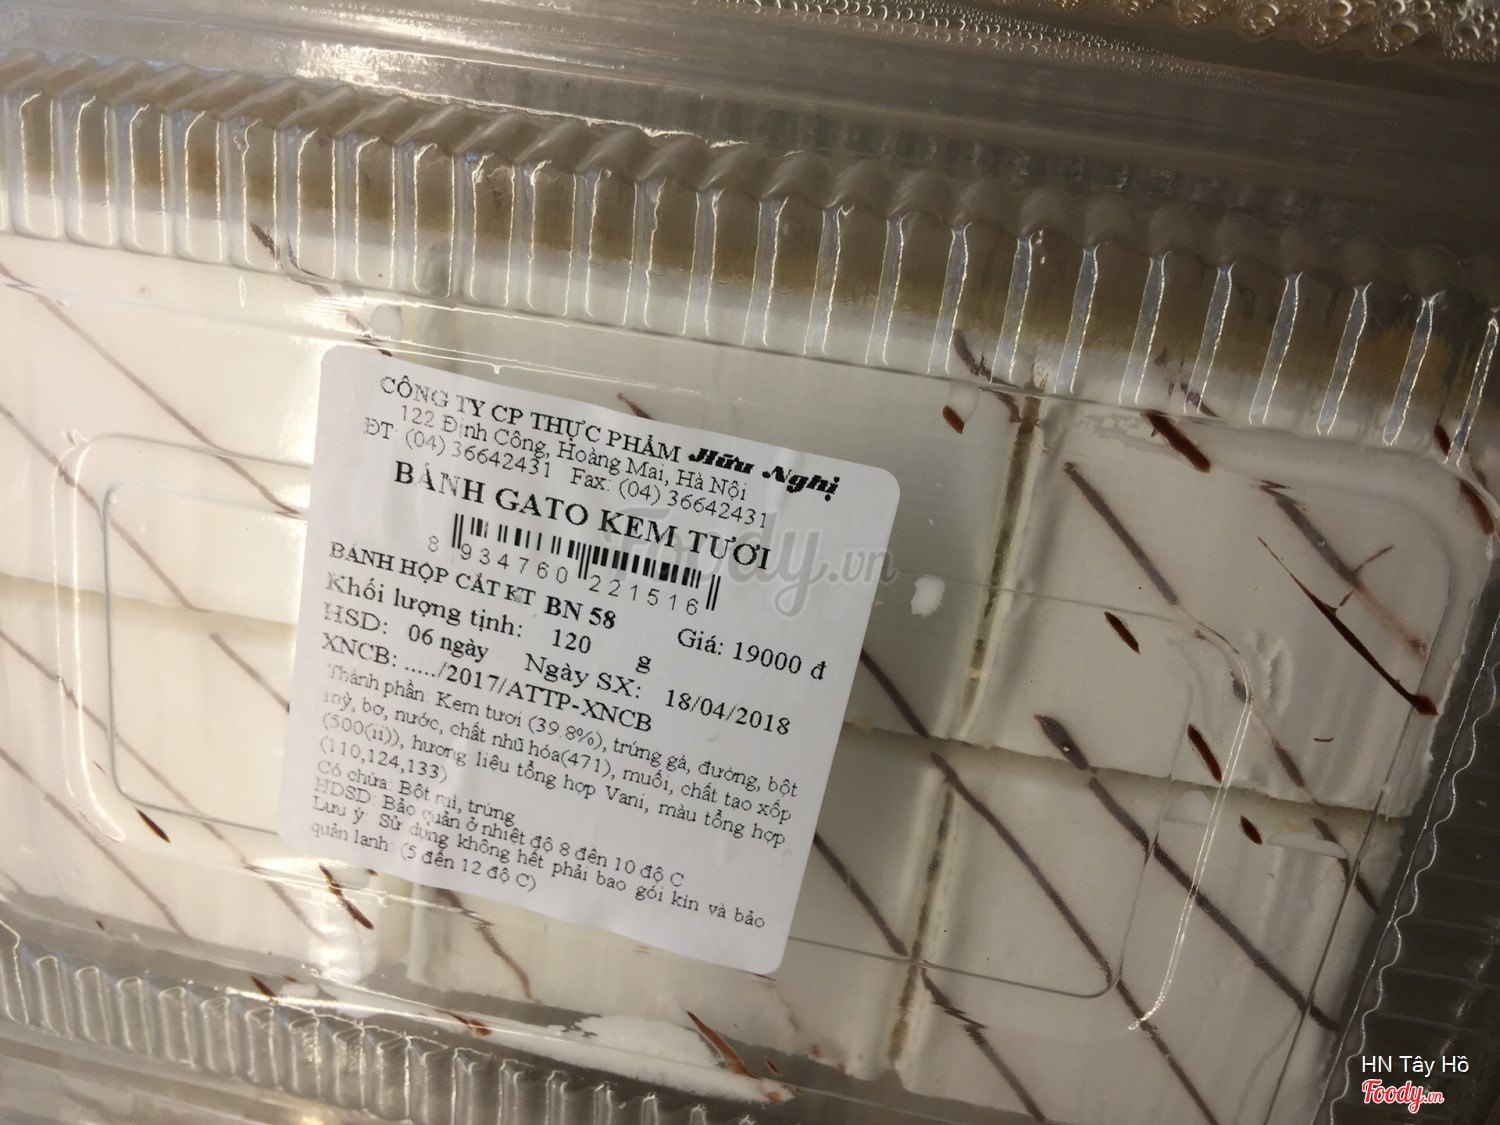 CÔNG TY CP THỰC PHẨM Hữu Nghị
122 Định Công, Hoàng Mai, Hà Nội
ĐT: (04) 36642431 Fax: (04) 36642431
BÁNH GATO KEM TƯƠI
8 934760 221516
BÁNH HỘP CẮT KT BN 58
Giá: 19000 đ
Khối lượng tịnh: 120 g
HSD: 06 ngày Ngày SX: 18/04/2018
XNCB: ...../2017/ATTP-XNCB
Thành phần: Kem tươi (39.8%), trứng gà, đường, bột
mỳ, bơ, nước, chất nhũ hóa(471), muối, chất tạo xốp
(500(ii)), hương liệu tổng hợp Vani, màu tổng hợp
(110,124,133)
Có chứa: Bột mì, trứng
HDSD: Bảo quản ở nhiệt độ 8 đến 10 độ C
Lưu ý: Sử dụng không hết phải bao gói kín và bảo
quản lạnh: (5 đến 12 độ C)
Foody.vn
HN Tây Hồ
Foody.vn